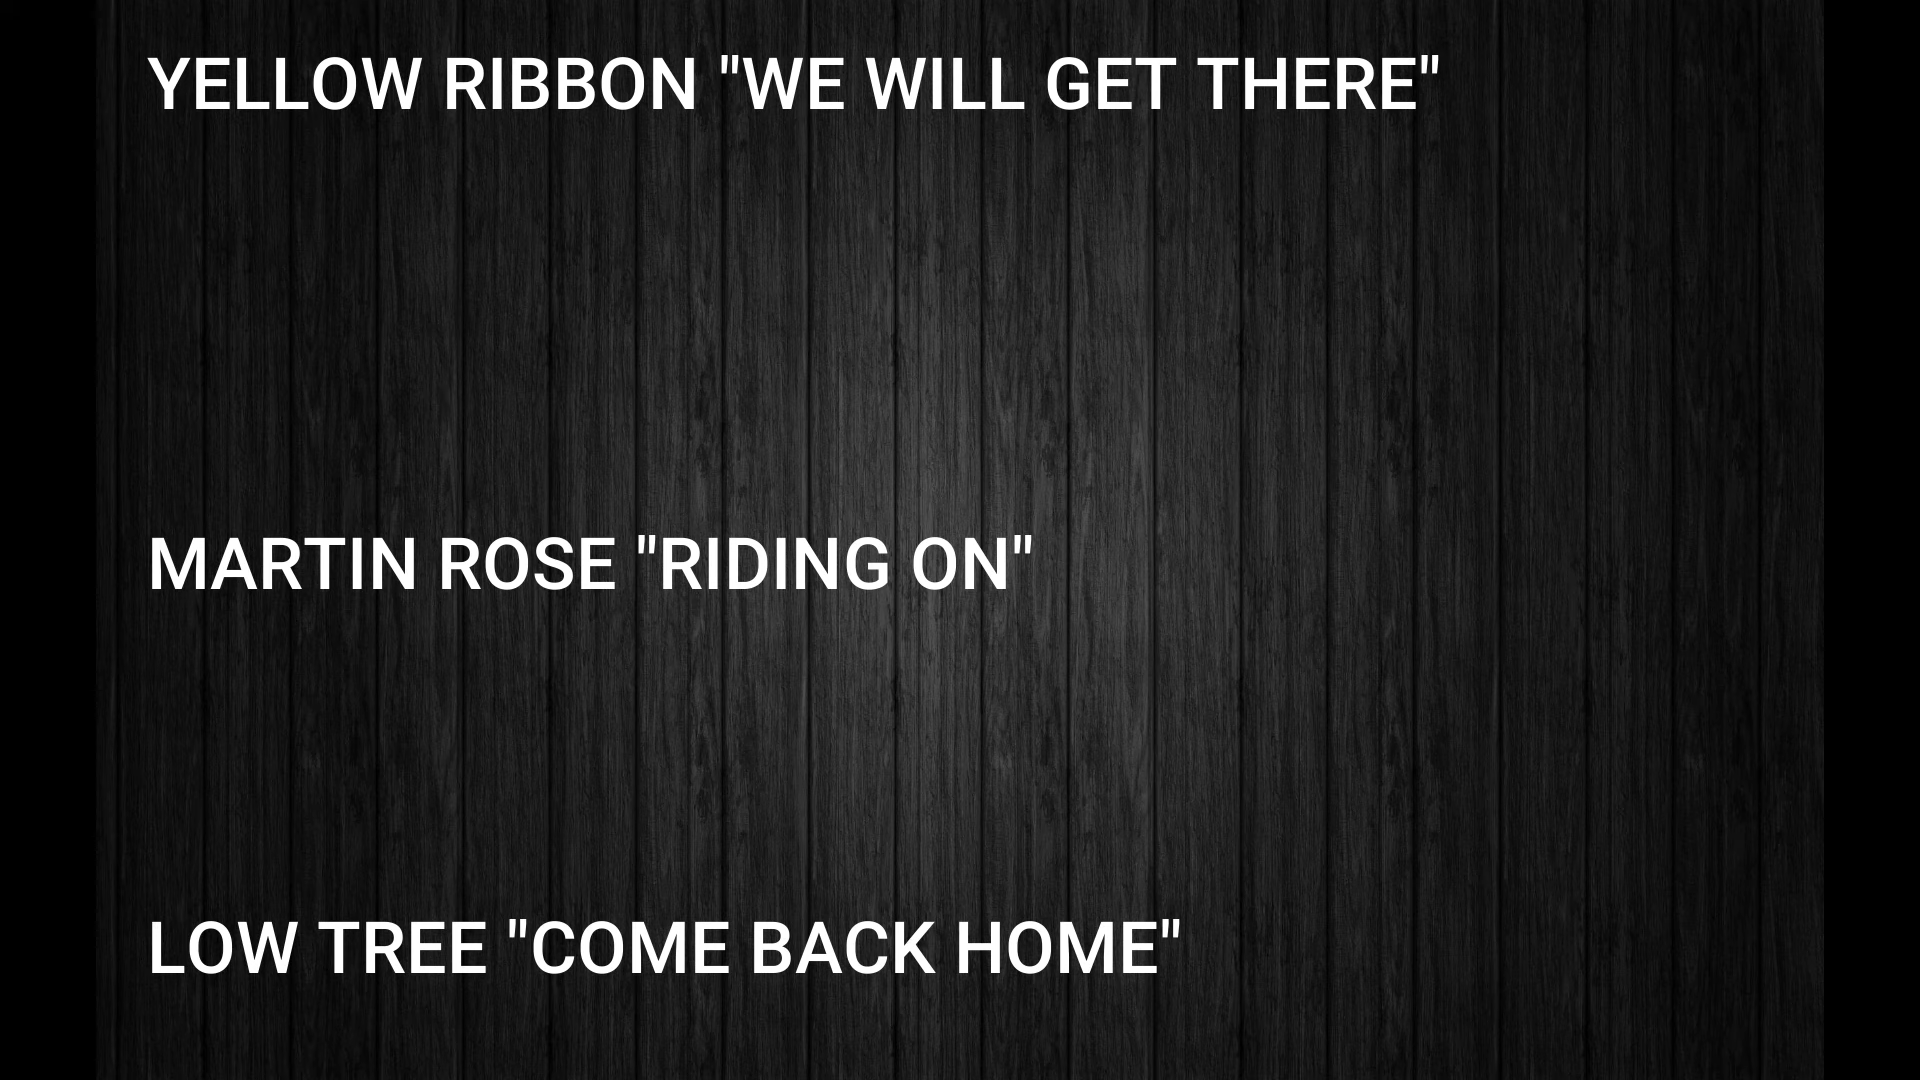 YELLOW RIBBON "WE WILL GET THERE"
MARTIN ROSE "RIDING ON"
LOW TREE "COME BACK HOME"